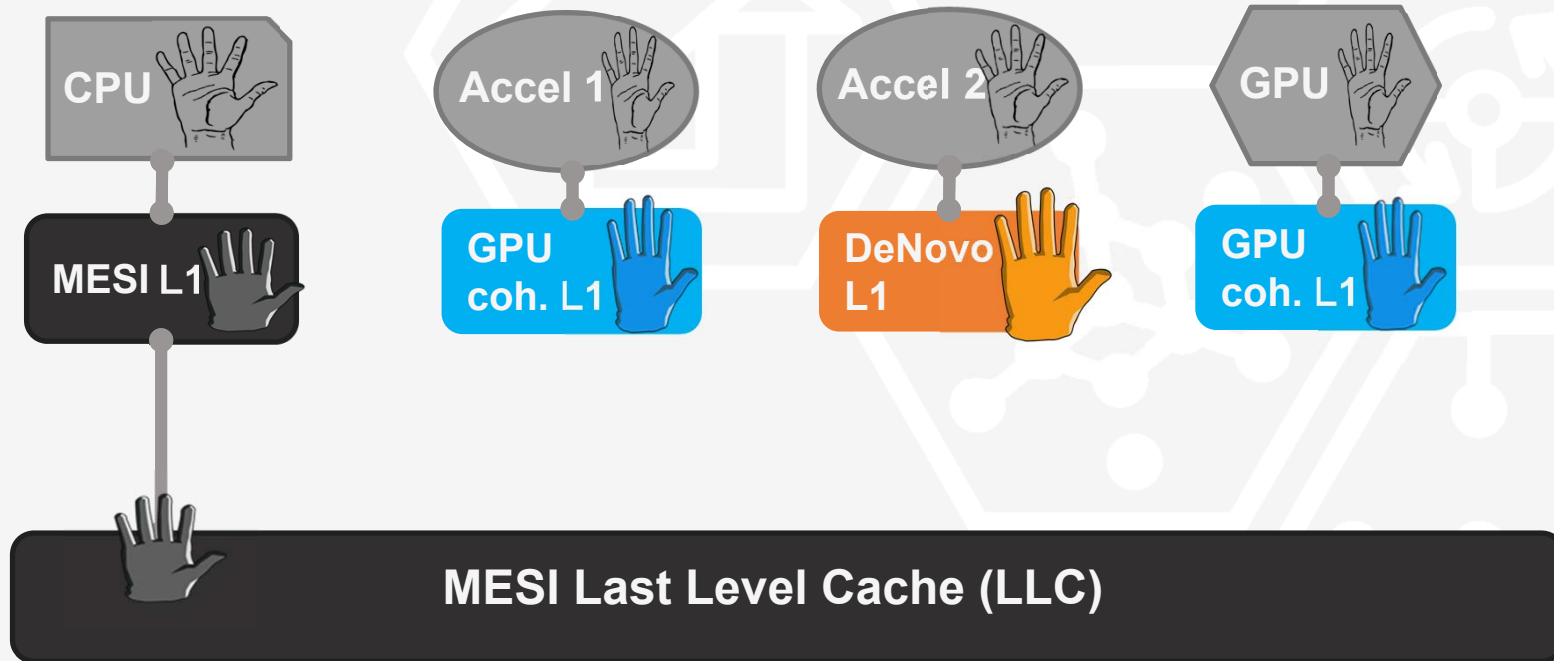 CPU
Accel 1
Accel 2
GPU
MESI L1
GPU
coh. L1
DeNovo
L1
GPU
coh. L1
MESI Last Level Cache (LLC)